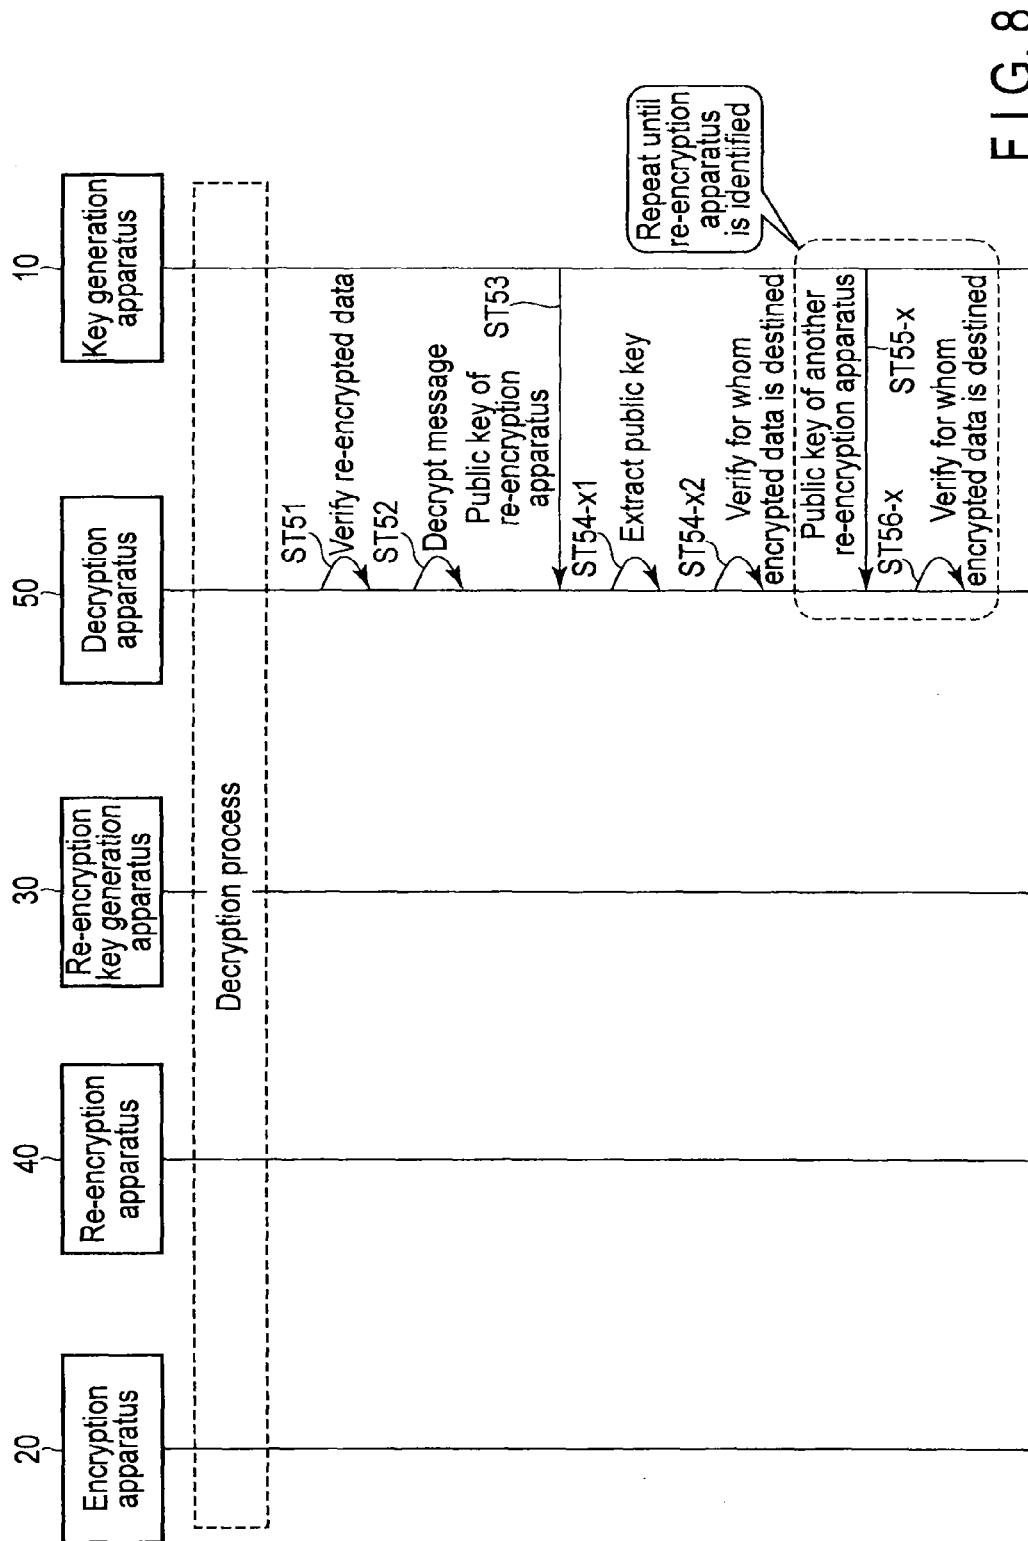 20
Encryption
apparatus
40
Re-encryption
apparatus
30
Re-encryption
key generation
apparatus
50
Decryption
apparatus
10
Key generation
apparatus
Decryption process
ST51
Verify re-encrypted data
ST52
Decrypt message
Public key of
re-encryption
apparatus
ST53
ST54-x1
Extract public key
ST54-x2
Verify for whom
encrypted data is destined
Repeat until
re-encryption
apparatus
is identified
Public key of another
re-encryption apparatus
ST55-x
ST56-x
Verify for whom
encrypted data is destined
FIG. 8